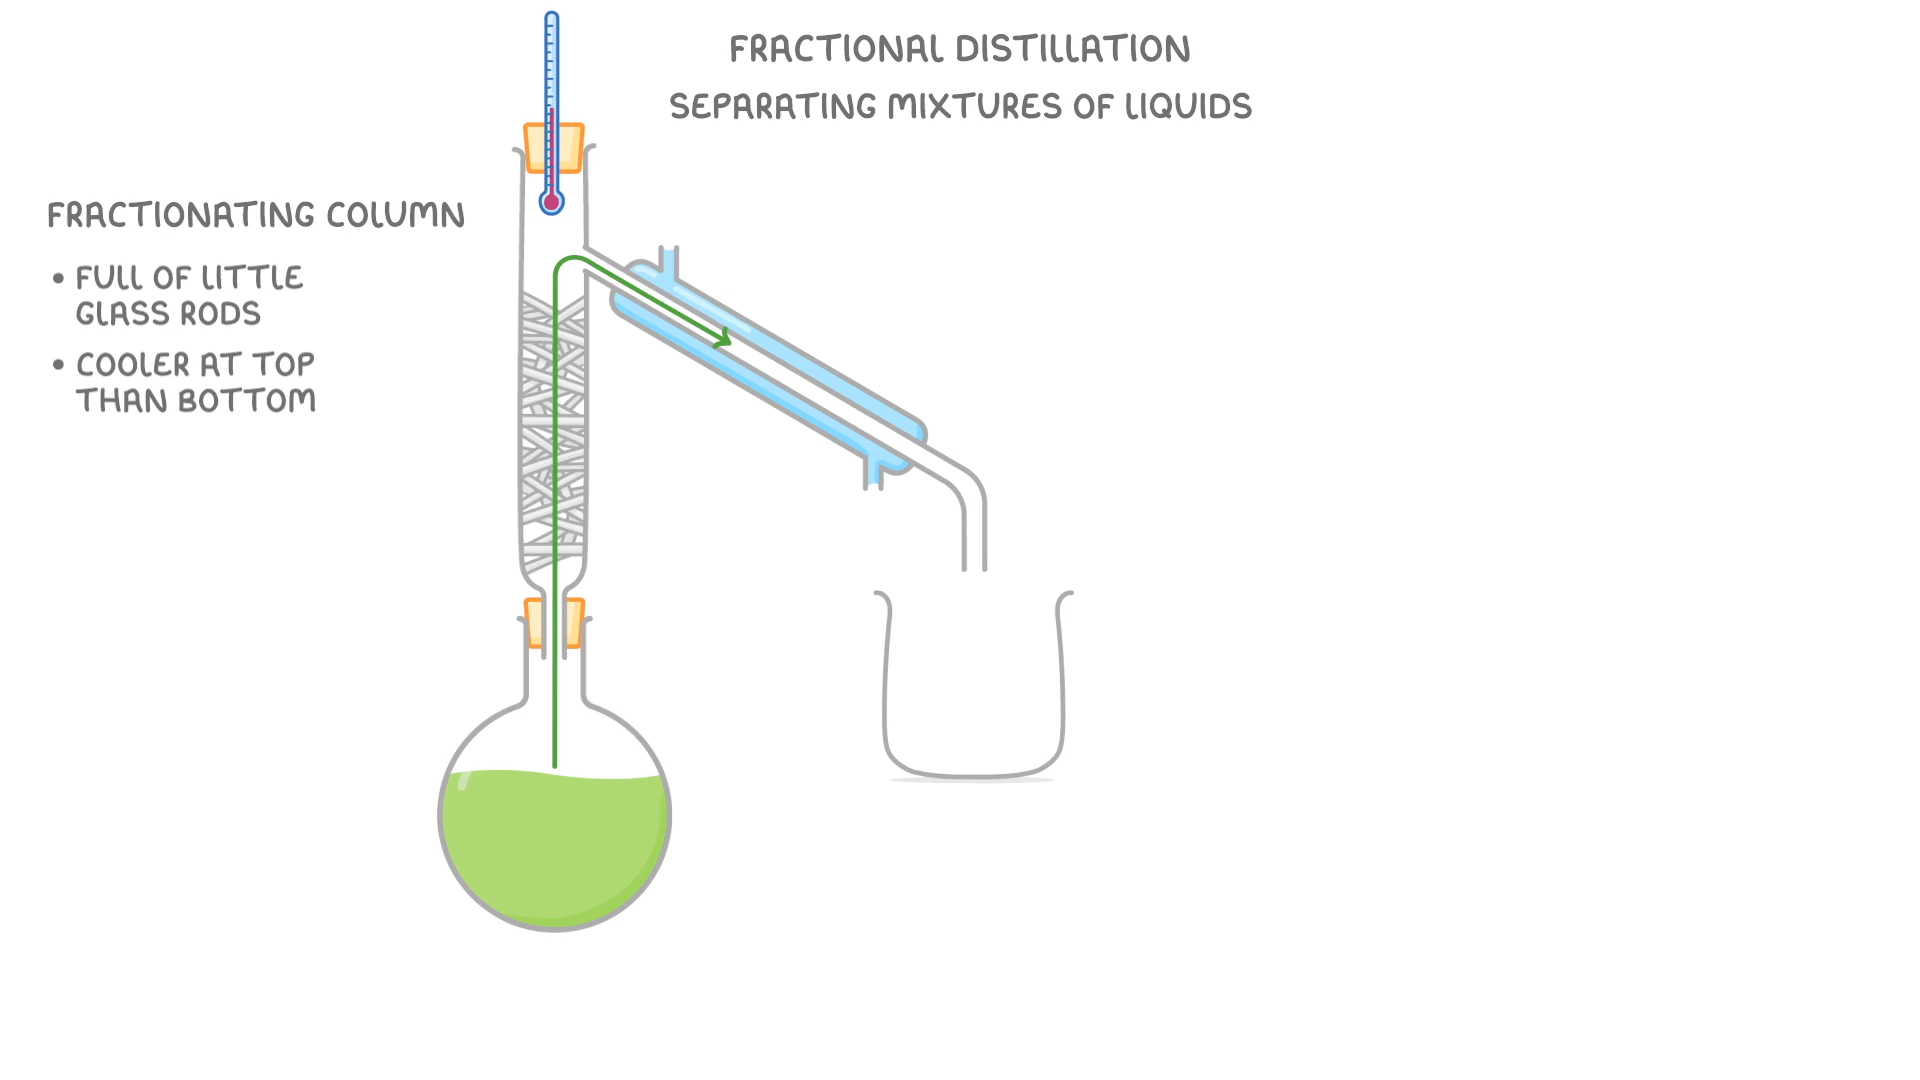 FRACTIONAL DISTILLATION
SEPARATING MIXTURES OF LIQUIDS
FRACTIONATING COLUMN
• FULL OF LITTLE
GLASS RODS
• COOLER AT TOP
THAN BOTTOM